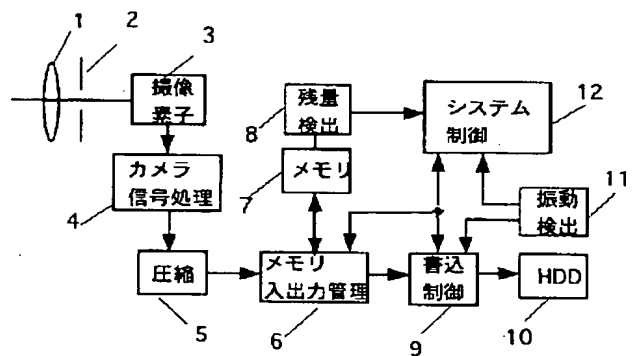 1
2
3
撮像
素子
カメラ
信号処理
4
圧縮
5
メモリ
入出力管理
6
メモリ
7
残量
検出
8
システム
制御
12
振動
検出
11
書込
制御
9
HDD
10